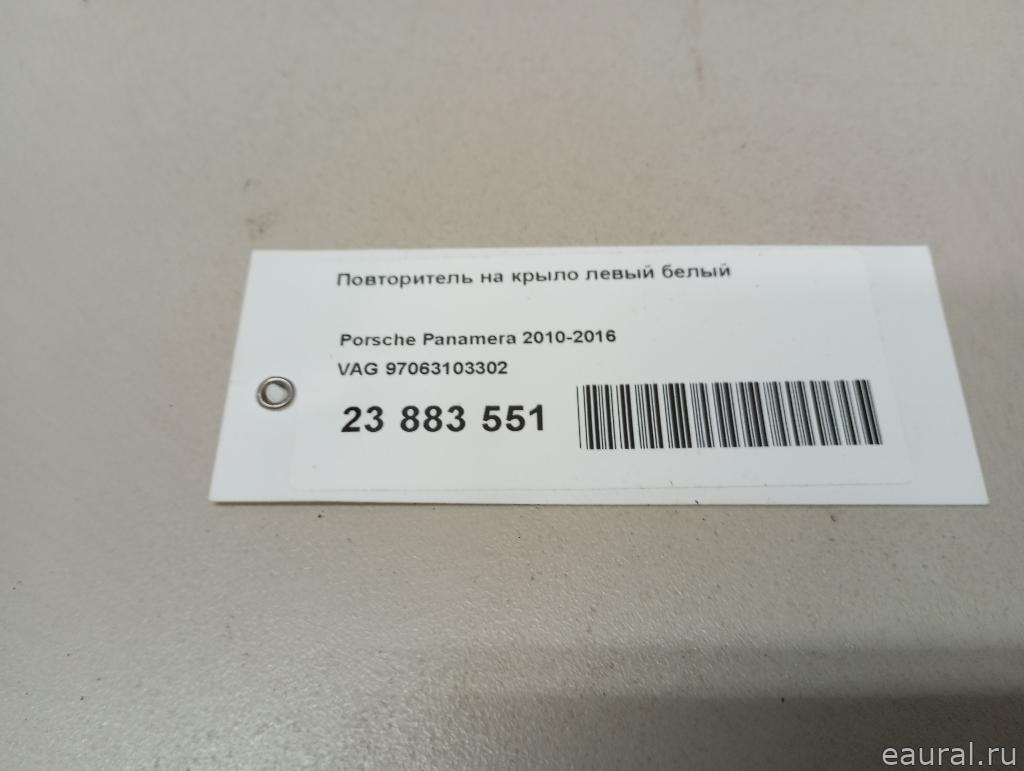 Повторитель на крыло левый белый
Porsche Panamera 2010-2016
VAG 97063103302
23 883 551
eaural.ru